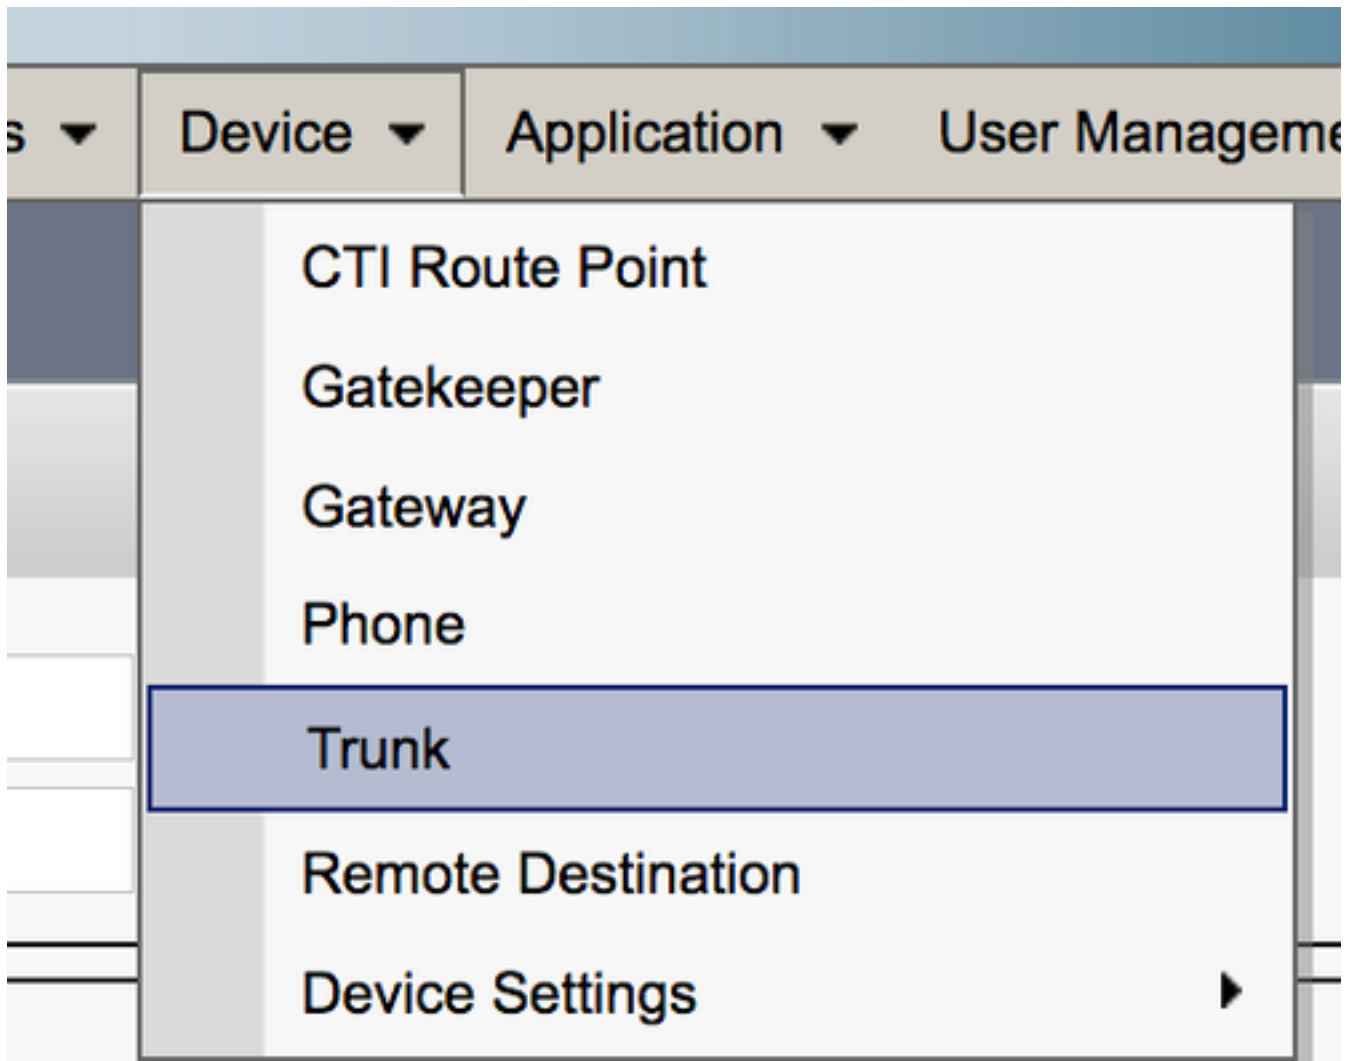 Device Application User Manageme
CTI Route Point
Gatekeeper
Gateway
Phone
Trunk
Remote Destination
Device Settings